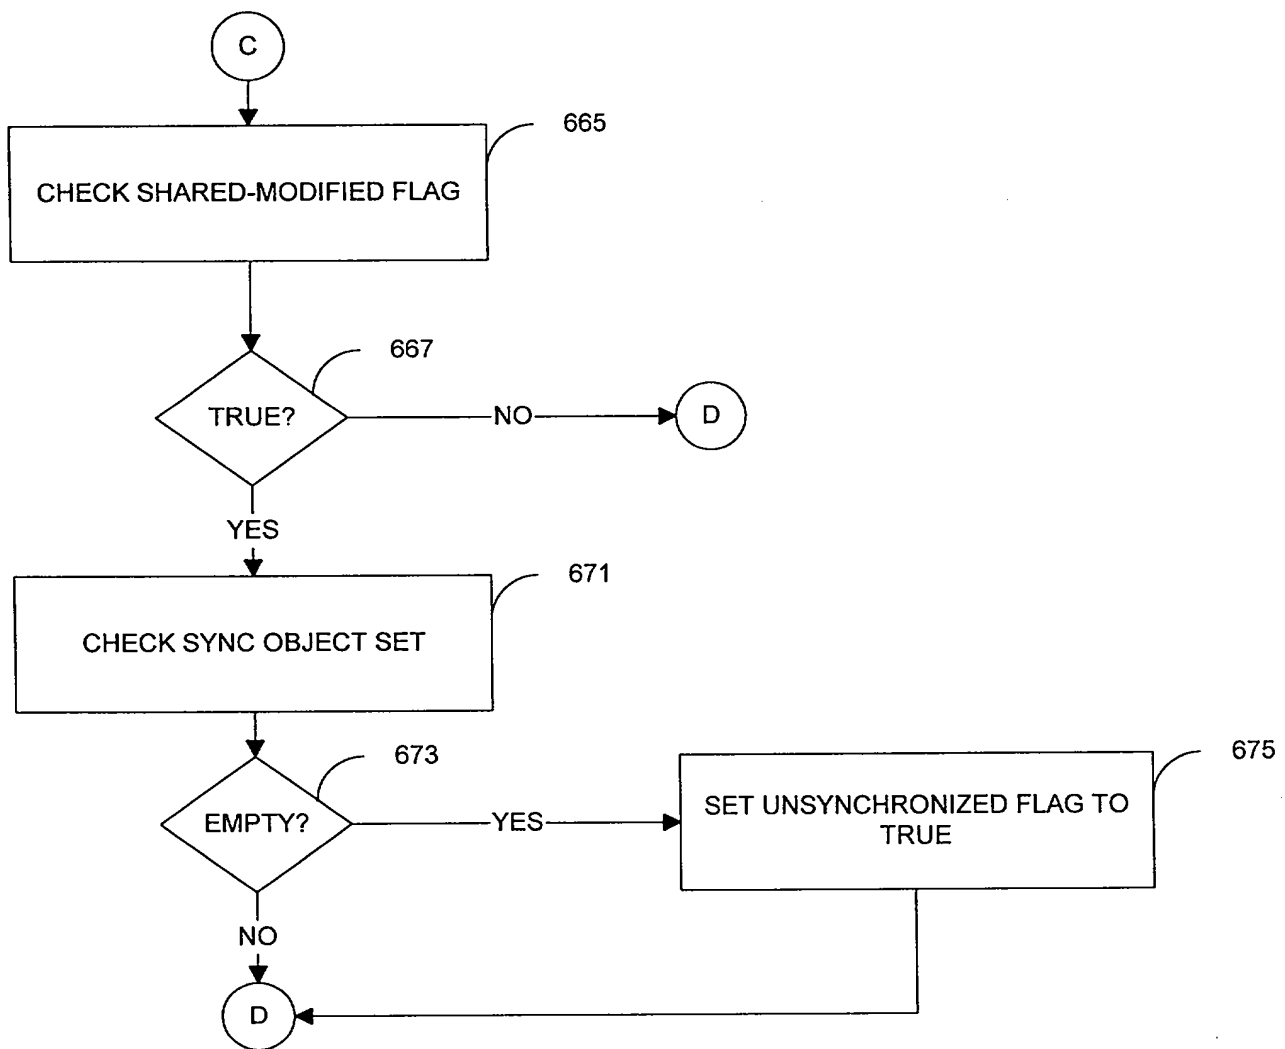 C
665
CHECK SHARED-MODIFIED FLAG
667
TRUE?
NO
D
YES
671
CHECK SYNC OBJECT SET
673
675
EMPTY?
YES
SET UNSYNCHRONIZED FLAG TO
TRUE
NO
D